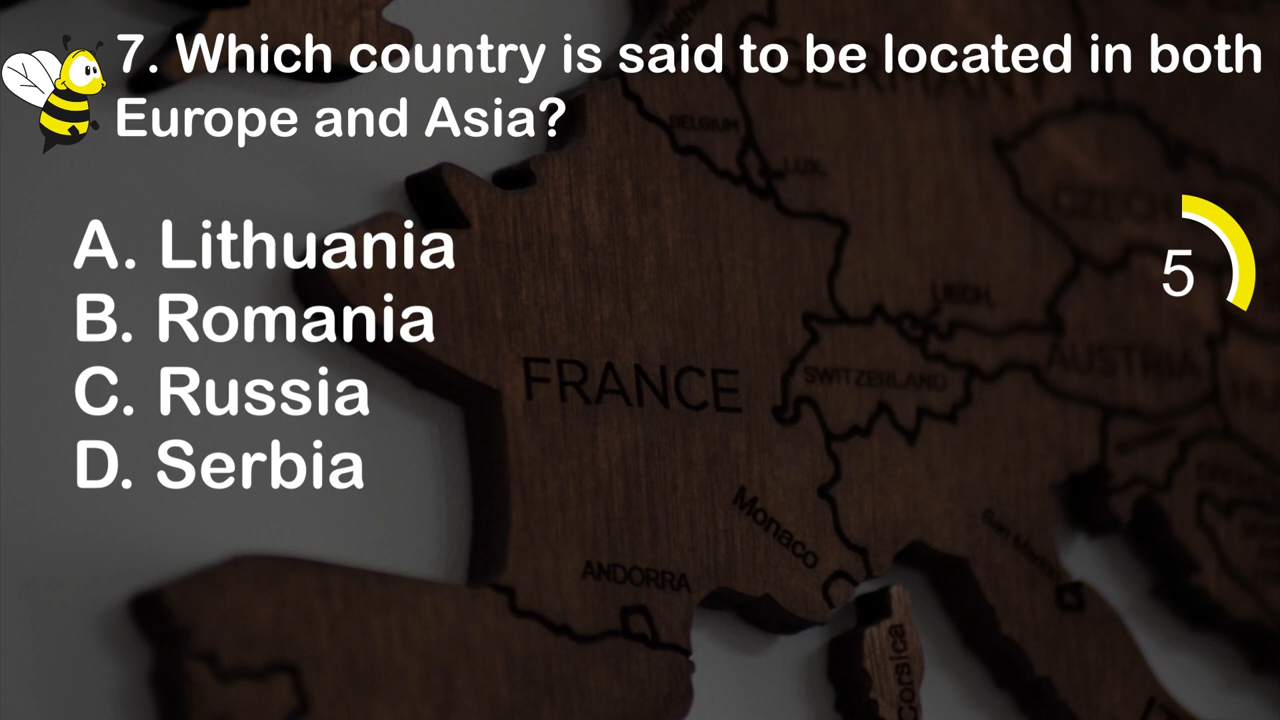 7. Which country is said to be located in both
Europe and Asia?
A. Lithuania
B. Romania
C. Russia
D. Serbia
5
GERMANY
BELGIUM
LUX.
LIECH.
AUSTRIA
FRANCE
SWITZERLAND
Monaco
San Marino
ANDORRA
Corsica